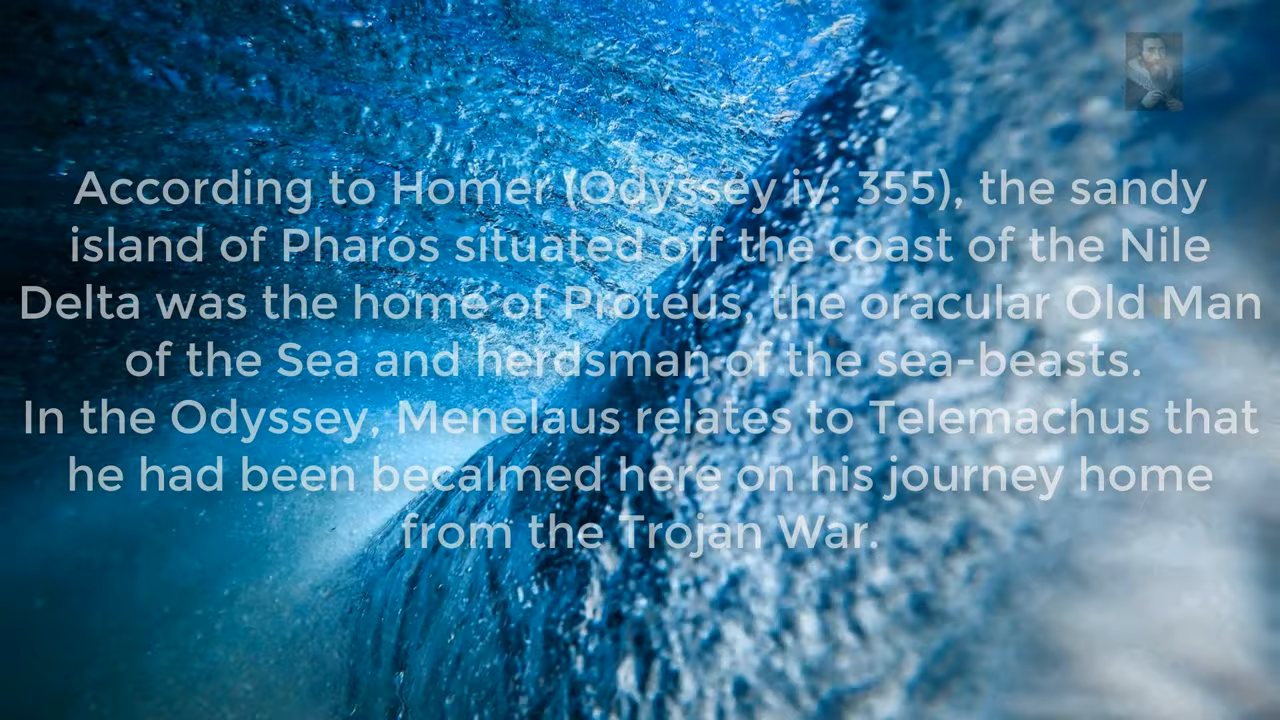 According to Homer (Odyssey iv: 355), the sandy
island of Pharos situated off the coast of the Nile
Delta was the home of Proteus, the oracular Old Man
of the Sea and herdsman of the sea-beasts.
In the Odyssey, Menelaus relates to Telemachus that
he had been becalmed here on his journey home
from the Trojan War.